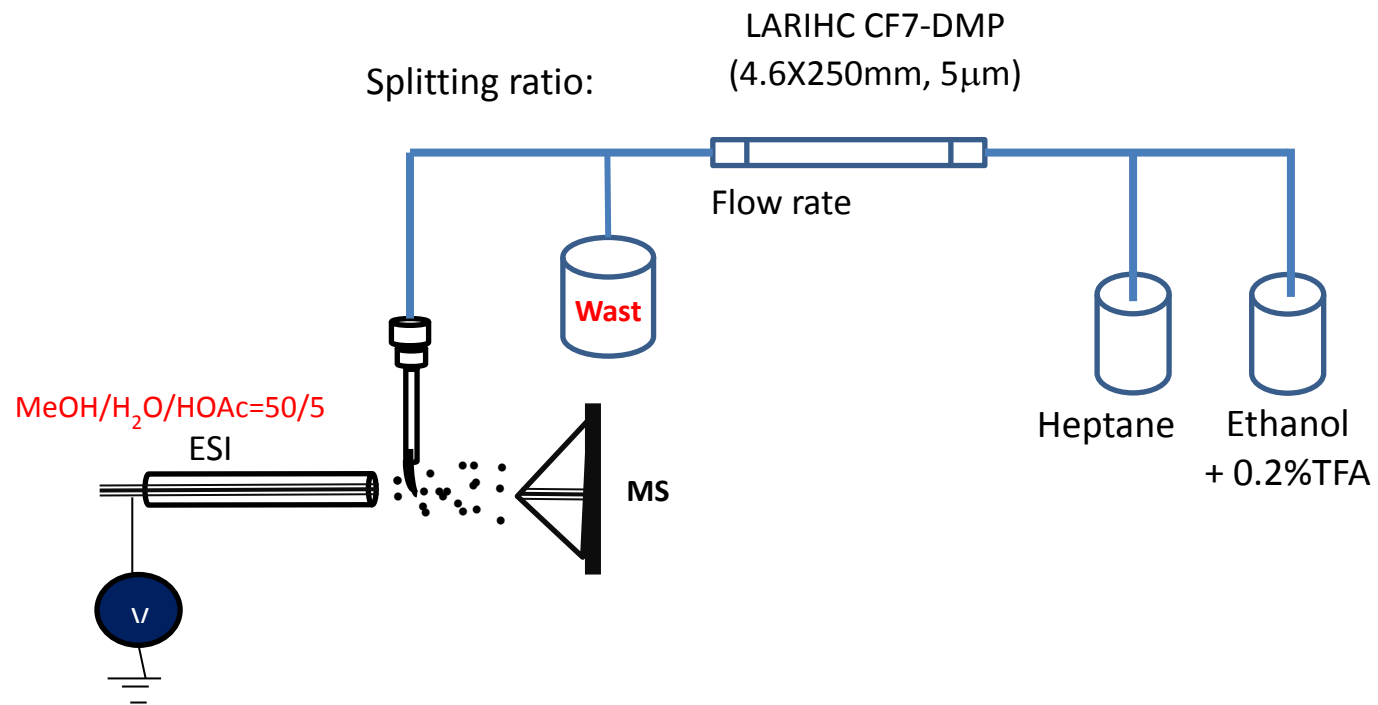 LARIHC CF7-DMP
(4.6X250mm, 5μm)
Splitting ratio:
Flow rate
Wast
MeOH/H₂O/HOAc=50/5
ESI
MS
Heptane
Ethanol
+ 0.2%TFA
V